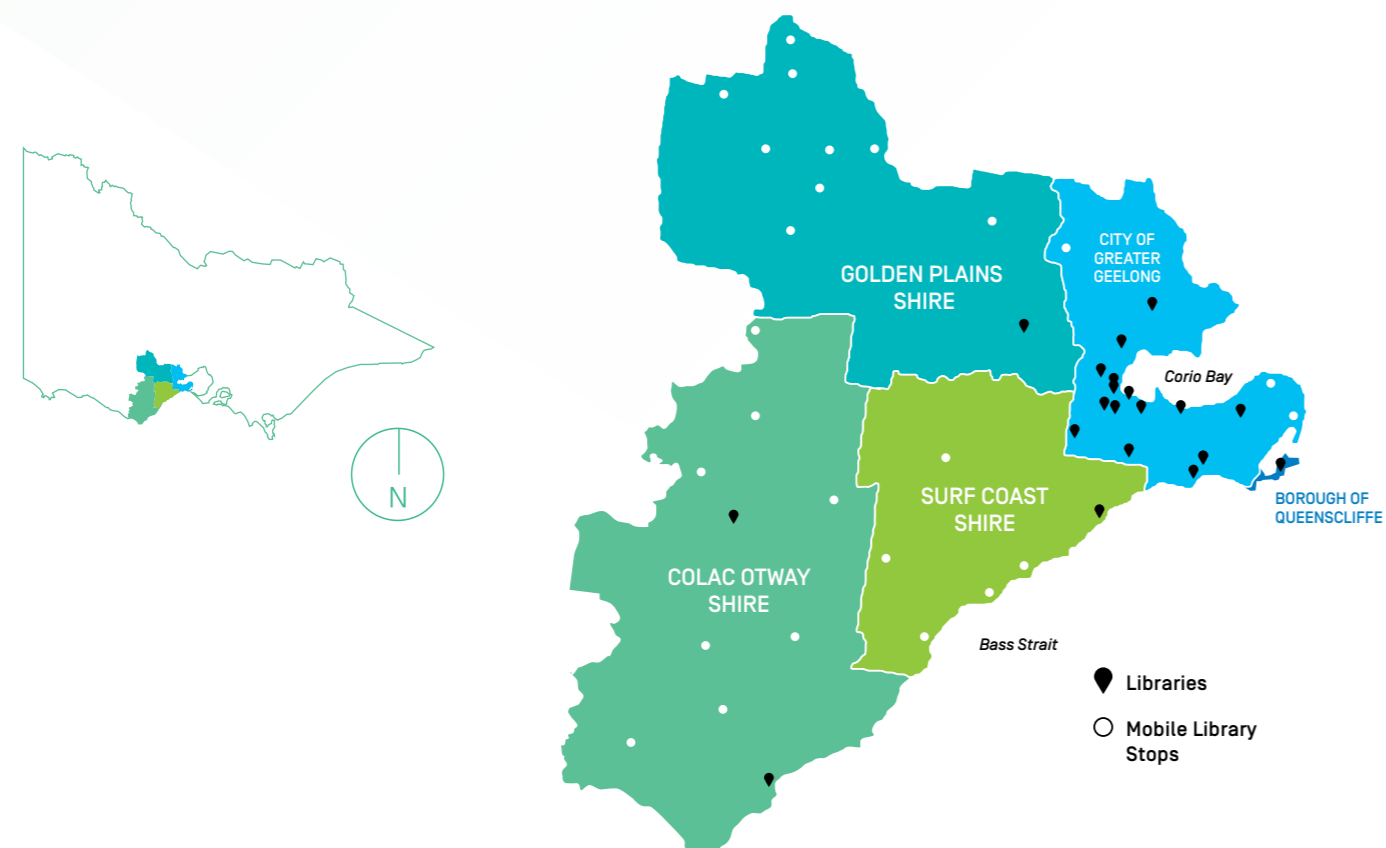 N
GOLDEN PLAINS
SHIRE
CITY OF
GREATER
GEELONG
Corio Bay
BOROUGH OF
QUEENSCLIFFE
SURF COAST
SHIRE
COLAC OTWAY
SHIRE
Bass Strait
Libraries
Mobile Library
Stops